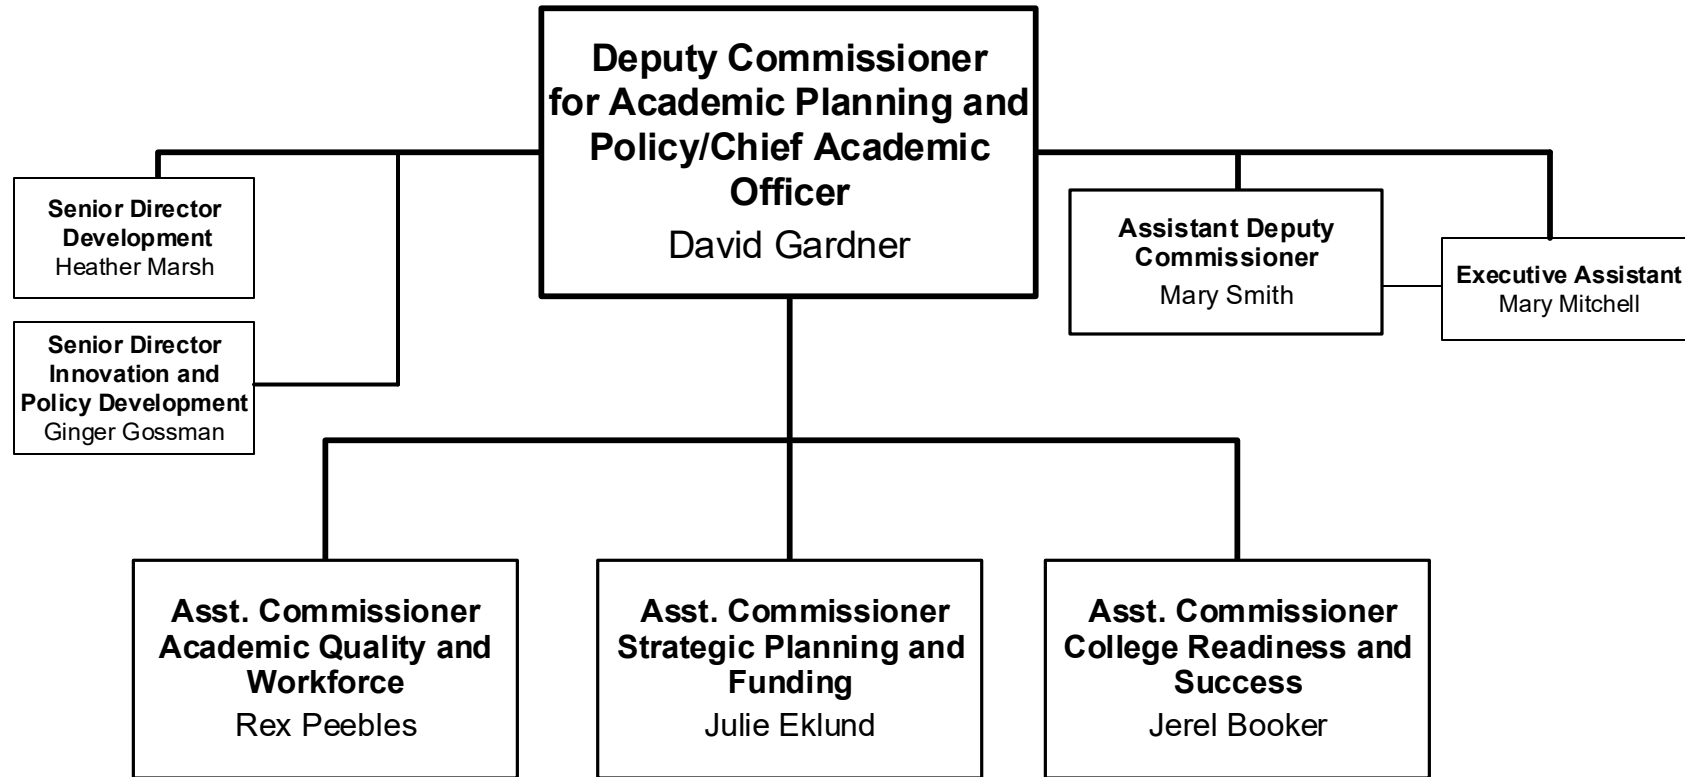 Deputy Commissioner
for Academic Planning and
Policy/Chief Academic
Officer
David Gardner
Senior Director
Development
Heather Marsh
Assistant Deputy
Commissioner
Mary Smith
Executive Assistant
Mary Mitchell
Senior Director
Innovation and
Policy Development
Ginger Gossman
Asst. Commissioner
Academic Quality and
Workforce
Rex Peebles
Asst. Commissioner
Strategic Planning and
Funding
Julie Eklund
Asst. Commissioner
College Readiness and
Success
Jerel Booker